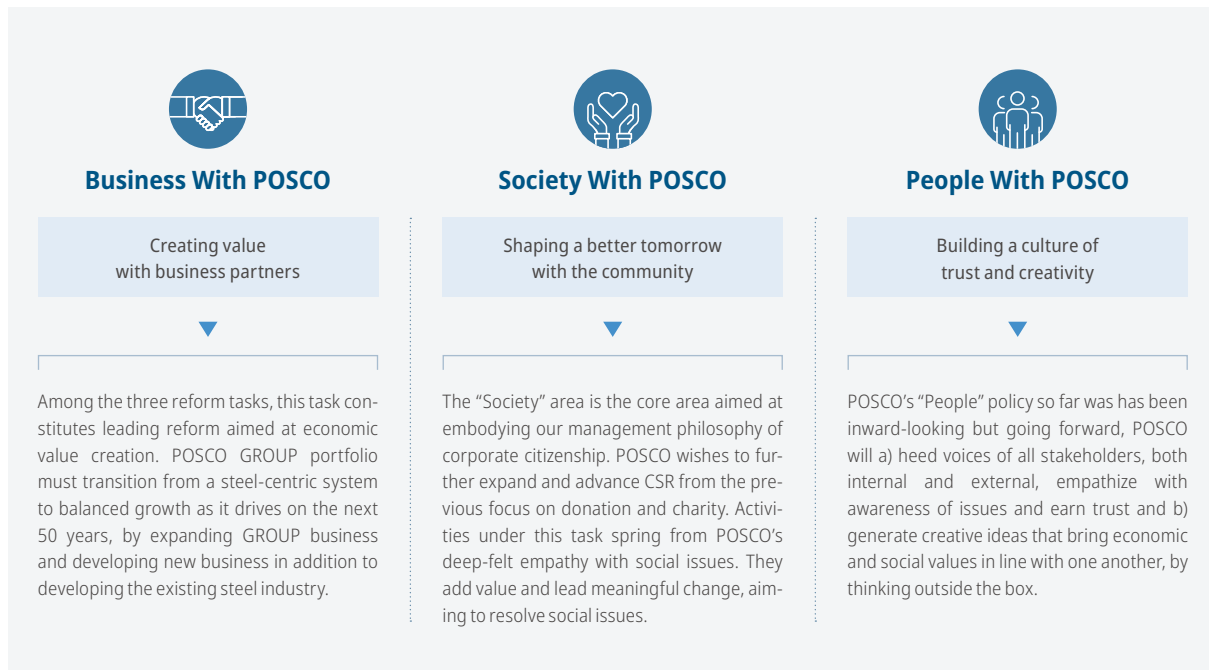 Business With POSCO
Creating value
with business partners
Among the three reform tasks, this task con-
stitutes leading reform aimed at economic
value creation. POSCO GROUP portfolio
must transition from a steel-centric system
to balanced growth as it drives on the next
50 years, by expanding GROUP business
and developing new business in addition to
developing the existing steel industry.
Society With POSCO
Shaping a better tomorrow
with the community
The “Society” area is the core area aimed at
embodying our management philosophy of
corporate citizenship. POSCO wishes to fur-
ther expand and advance CSR from the pre-
vious focus on donation and charity. Activi-
ties under this task spring from POSCO’s
deep-felt empathy with social issues. They
add value and lead meaningful change, aim-
ing to resolve social issues.
People With POSCO
Building a culture of
trust and creativity
POSCO’s “People” policy so far was has been
inward-looking but going forward, POSCO
will a) heed voices of all stakeholders, both
internal and external, empathize with
awareness of issues and earn trust and b)
generate creative ideas that bring economic
and social values in line with one another, by
thinking outside the box.